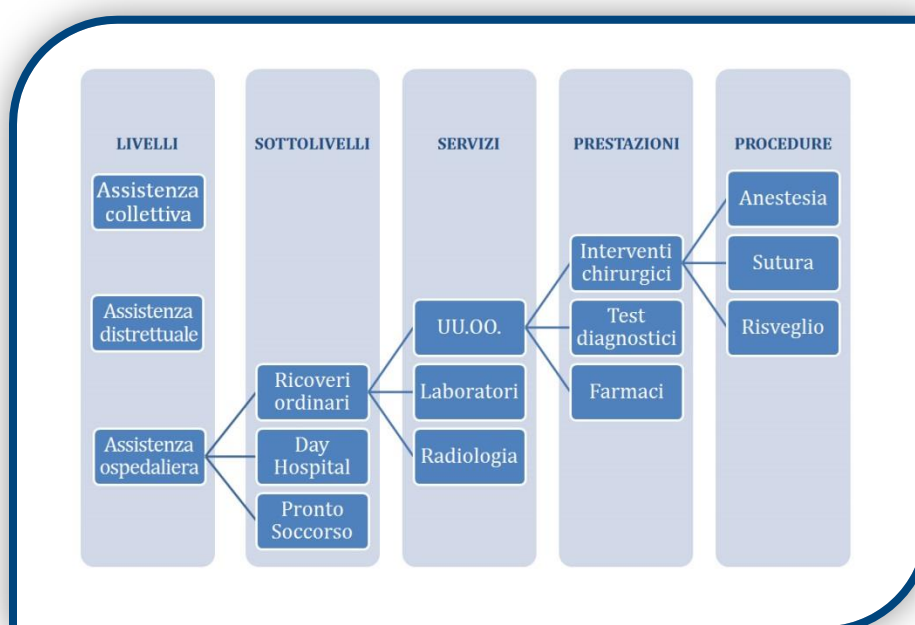 LIVELLI
Assistenza
collettiva
Assistenza
distrettuale
Assistenza
ospedaliera
SOTTOLIVELLI
Ricoveri
ordinari
Day
Hospital
Pronto
Soccorso
SERVIZI
UU.OO.
Laboratori
Radiologia
PRESTAZIONI
Interventi
chirurgici
Test
diagnostici
Farmaci
PROCEDURE
Anestesia
Sutura
Risveglio